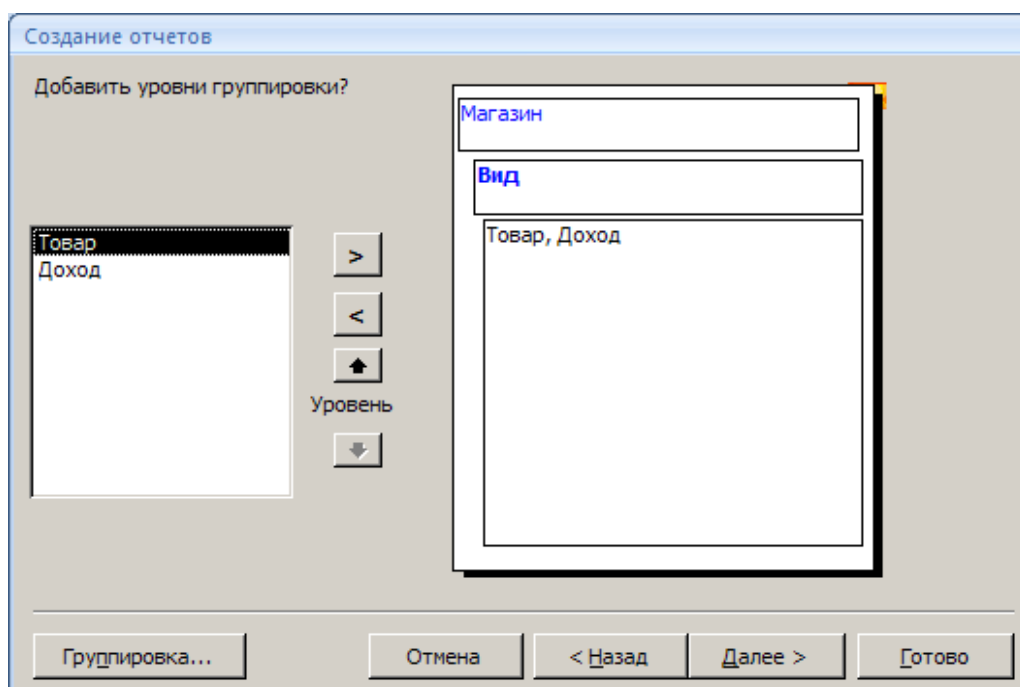 Создание отчетов
Добавить уровни группировки?
Магазин
Вид
Товар, Доход
Товар
Доход
>
<
Уровень
Группировка...
Отмена
< Назад
Далее >
Готово